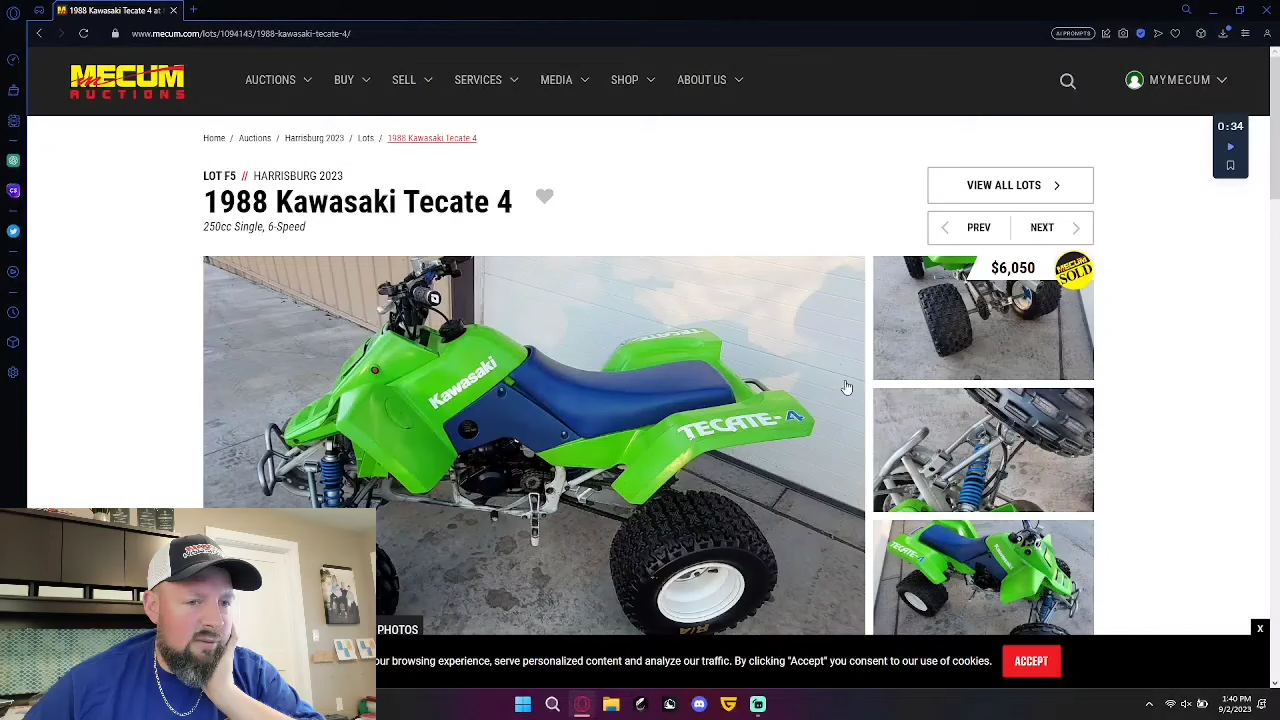 1988 Kawasaki Tecate 4 at
www.mecum.com/lots/1094143/1988-kawasaki-tecate-4/
AI PROMPTS
MECUM
AUCTIONS
AUCTIONS BUY SELL SERVICES MEDIA SHOP ABOUT US
MYMECUM
0:34
Home / Auctions / Harrisburg 2023 / Lots / 1988 Kawasaki Tecate 4
LOT F5 // HARRISBURG 2023
1988 Kawasaki Tecate 4
250cc Single, 6-Speed
VIEW ALL LOTS
PREV NEXT
$6,050
MECUM SOLD
Kawasaki
TECATE-4
TECATE
PHOTOS
X
our browsing experience, serve personalized content and analyze our traffic. By clicking "Accept" you consent to our use of cookies.
ACCEPT
1:40 PM
9/2/2023